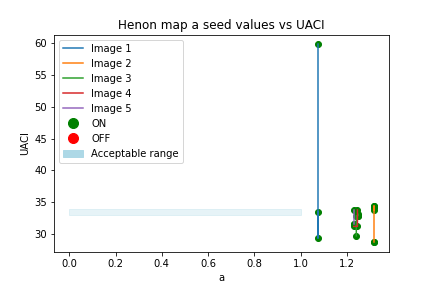 Henon map a seed values vs UACI
UACI
60
55
50
45
40
35
30
Image 1
Image 2
Image 3
Image 4
Image 5
ON
OFF
Acceptable range
0.0 0.2 0.4 0.6 0.8 1.0 1.2
a